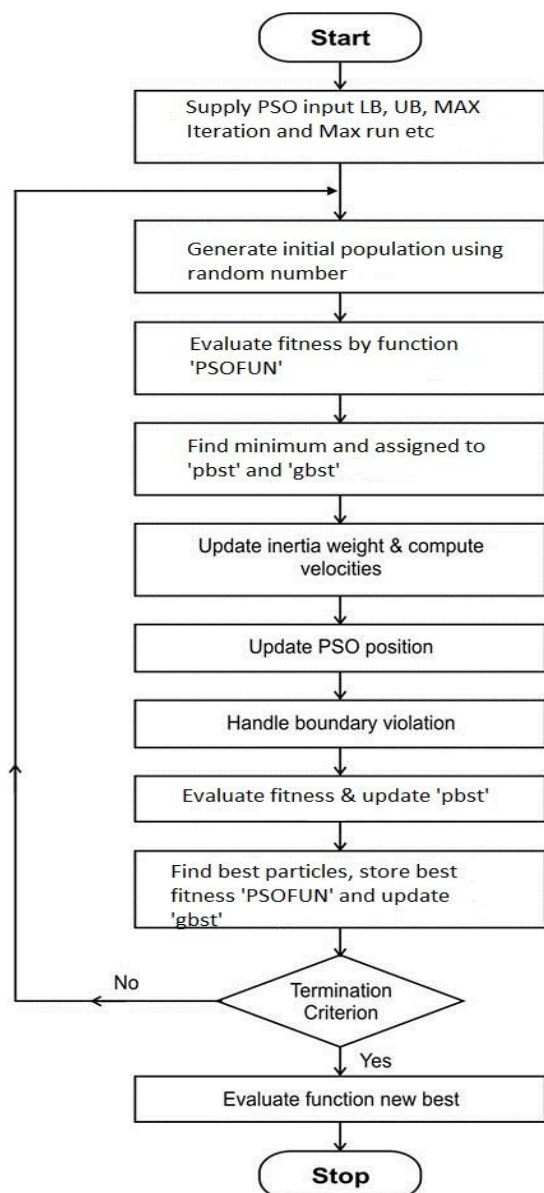 Start
Supply PSO input LB, UB, MAX
Iteration and Max run etc
Generate initial population using
random number
Evaluate fitness by function
'PSOFUN'
Find minimum and assigned to
'pbst' and 'gbst'
Update inertia weight & compute
velocities
Update PSO position
Handle boundary violation
Evaluate fitness & update 'pbst'
Find best particles, store best
fitness 'PSOFUN' and update
'gbst'
No
Termination
Criterion
Yes
Evaluate function new best
Stop